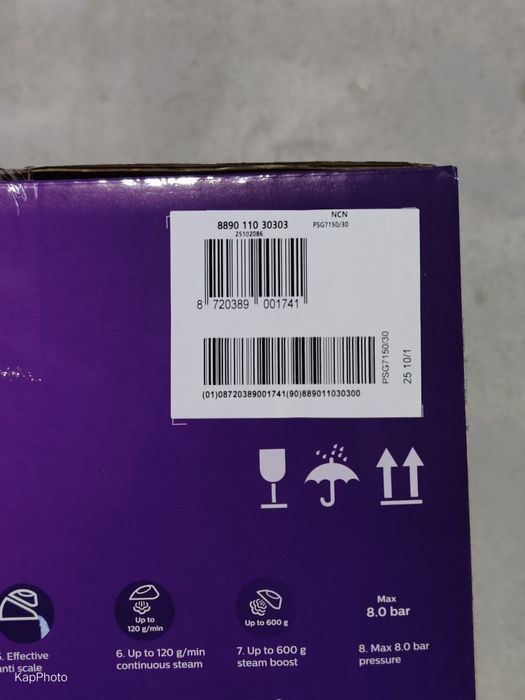 NCN
8890 110 30303
PSG7150/30
25102086
8 720389 001741
PSG7150/30
25 10/1
(01)08720389001741(90)889011030300
Up to
120 g/min
Up to 600 g
Max
8.0 bar
5. Effective
anti scale
6. Up to 120 g/min
continuous steam
7. Up to 600 g
steam boost
8. Max 8.0 bar
pressure
KapPhoto